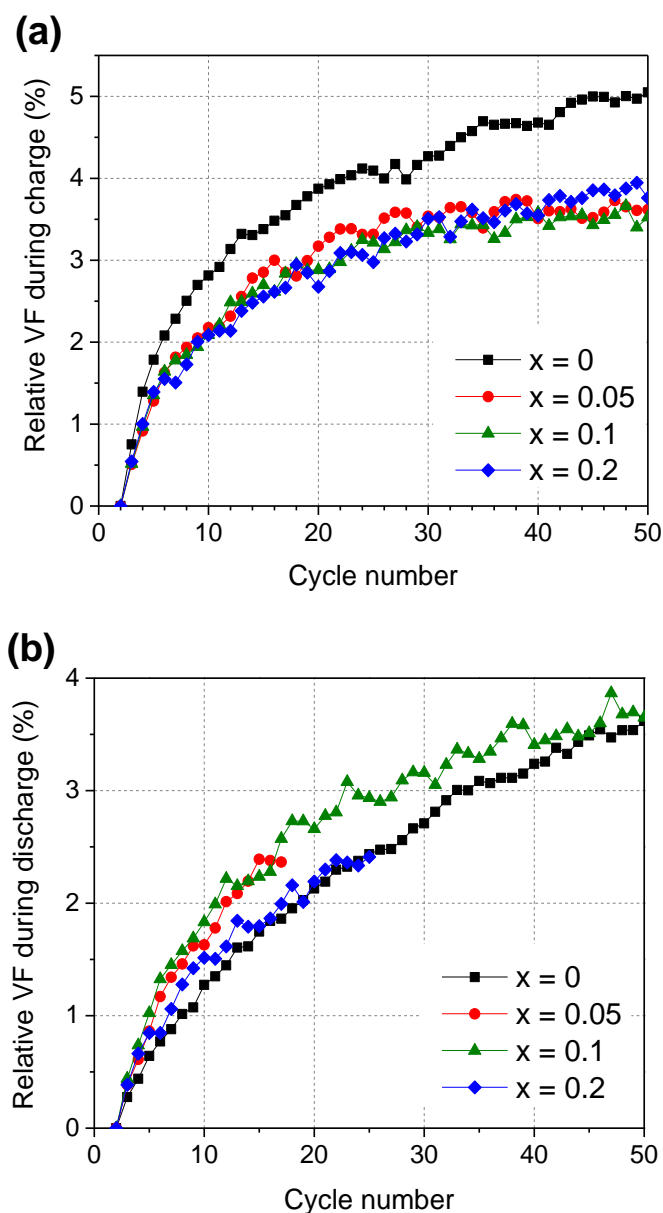 (a)
Relative VF during charge (%)
5
4
3
2
1
0
x = 0
x = 0.05
x = 0.1
x = 0.2
0 10 20 30 40 50
Cycle number
(b)
Relative VF during discharge (%)
4
3
2
1
0
x = 0
x = 0.05
x = 0.1
x = 0.2
0 10 20 30 40 50
Cycle number